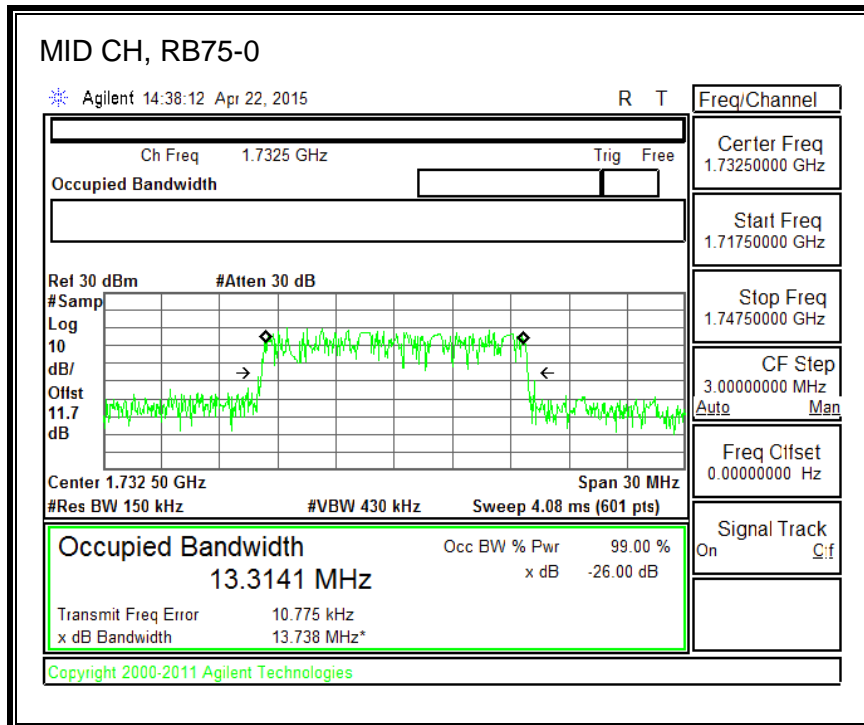 MID CH, RB75-0
Agilent 14:38:12 Apr 22, 2015 R T
Freq/Channel
Ch Freq 1.7325 GHz Trig Free
Occupied Bandwidth
Center Freq
1.73250000 GHz
Start Freq
1.71750000 GHz
Stop Freq
1.74750000 GHz
CF Step
3.00000000 MHz
Auto Man
Freq Offset
0.00000000 Hz
Signal Track
On Off
Ref 30 dBm #Atten 30 dB
#Samp
Log
10
dB/
Offst
11.7
dB
Center 1.732 50 GHz Span 30 MHz
#Res BW 150 kHz #VBW 430 kHz Sweep 4.08 ms (601 pts)
Occupied Bandwidth Occ BW % Pwr 99.00 %
13.3141 MHz x dB -26.00 dB
Transmit Freq Error 10.775 kHz
x dB Bandwidth 13.738 MHz*
Copyright 2000-2011 Agilent Technologies